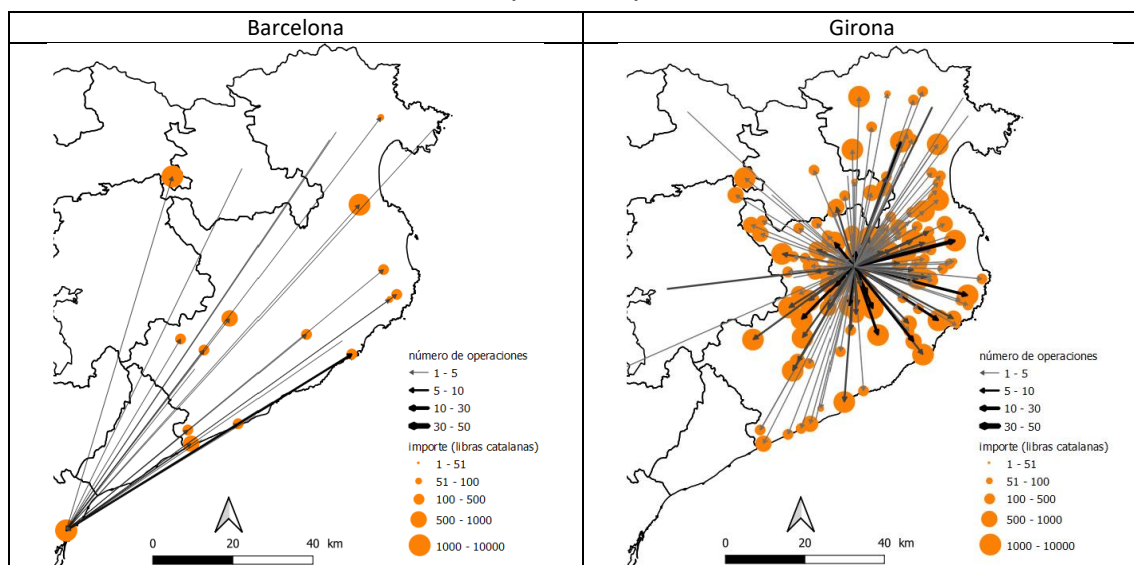 Barcelona
Girona
número de operaciones
1 - 5
5 - 10
10 - 30
30 - 50
importe (libras catalanas)
1 - 51
51 - 100
100 - 500
500 - 1000
1000 - 10000
0 20 40 km
número de operaciones
1 - 5
5 - 10
10 - 30
30 - 50
importe (libras catalanas)
1 - 51
51 - 100
100 - 500
500 - 1000
1000 - 10000
0 20 40 km